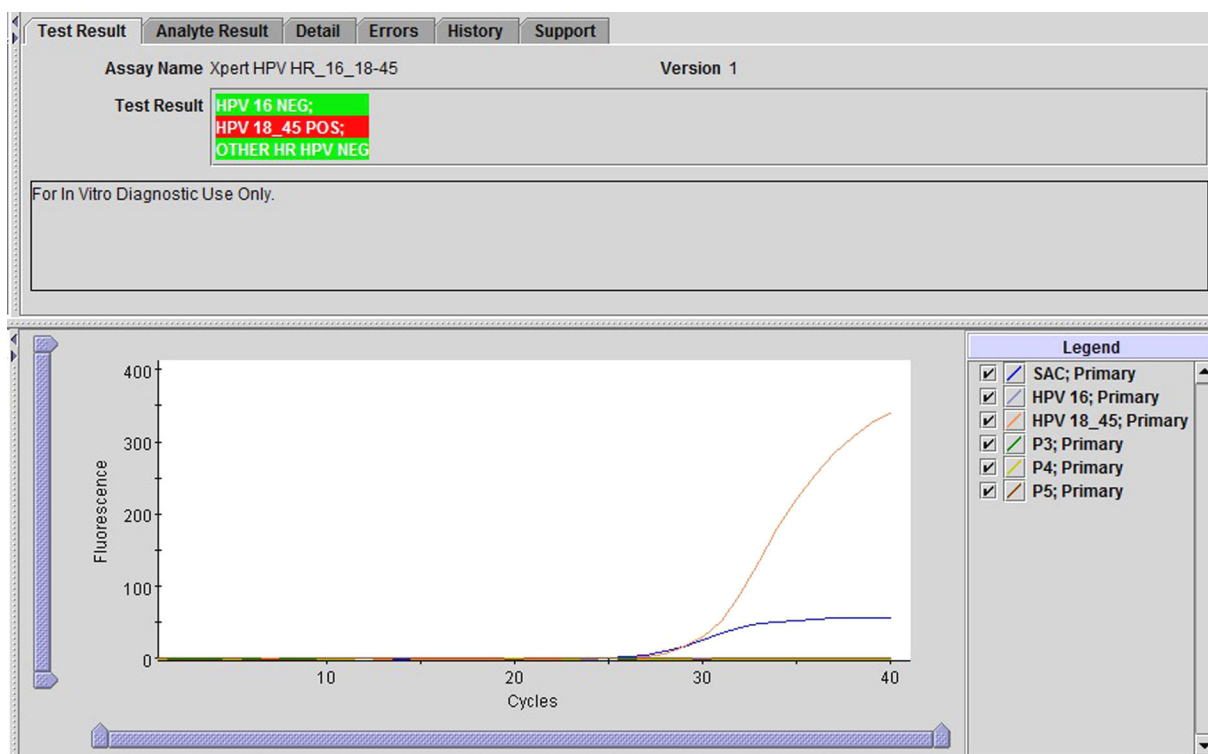 Test Result Analyte Result Detail Errors History Support
Assay Name Xpert HPV HR_16_18-45 Version 1
Test Result HPV 16 NEG;
HPV 18_45 POS;
OTHER HR HPV NEG
For In Vitro Diagnostic Use Only.
Legend
SAC; Primary
HPV 16; Primary
HPV 18_45; Primary
P3; Primary
P4; Primary
P5; Primary
400
300
200
100
0
Fluorescence
10 20 30 40
Cycles